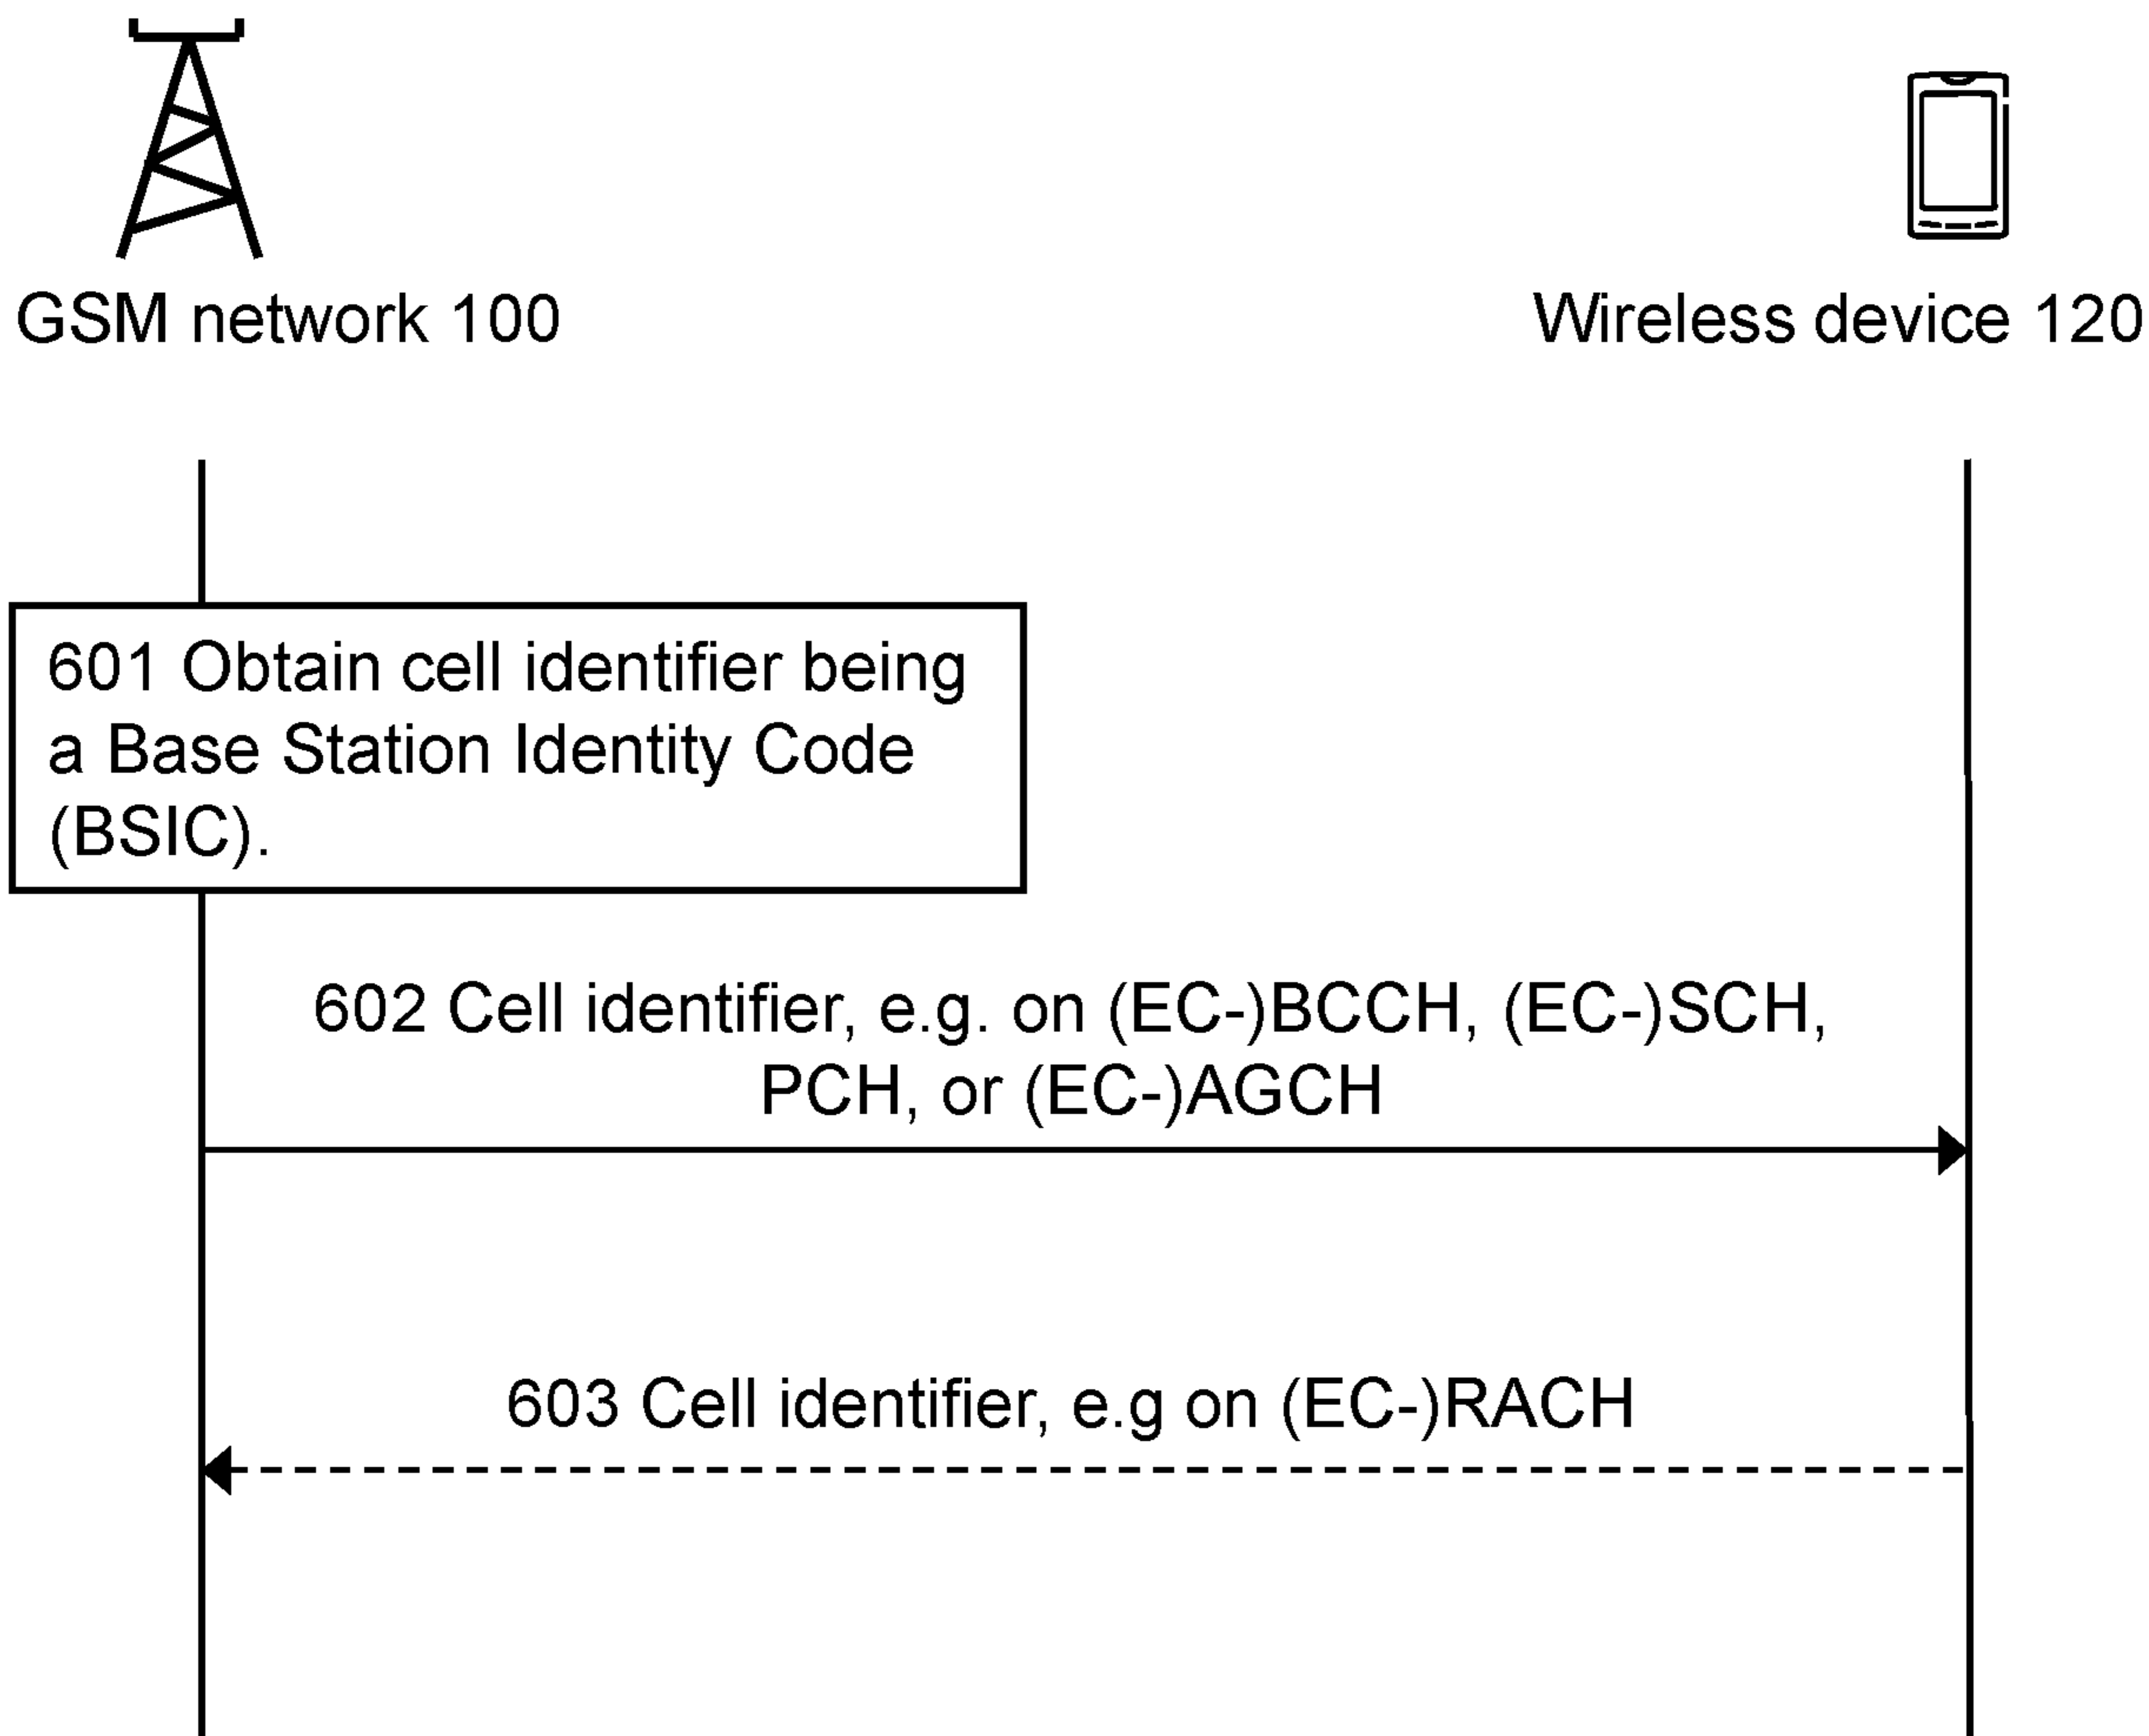 GSM network 100
Wireless device 120
601 Obtain cell identifier being
a Base Station Identity Code
(BSIC).
602 Cell identifier, e.g. on (EC-)BCCH, (EC-)SCH,
PCH, or (EC-)AGCH
603 Cell identifier, e.g on (EC-)RACH